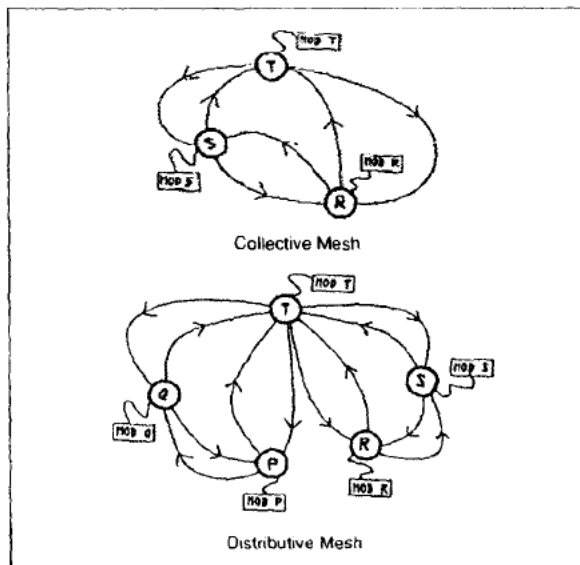 MOD T
T
S
MOD S
MOD R
R
Collective Mesh
MOD T
T
Q
S
MOD S
MOD Q
R
P
MOD R
MOD P
Distributive Mesh